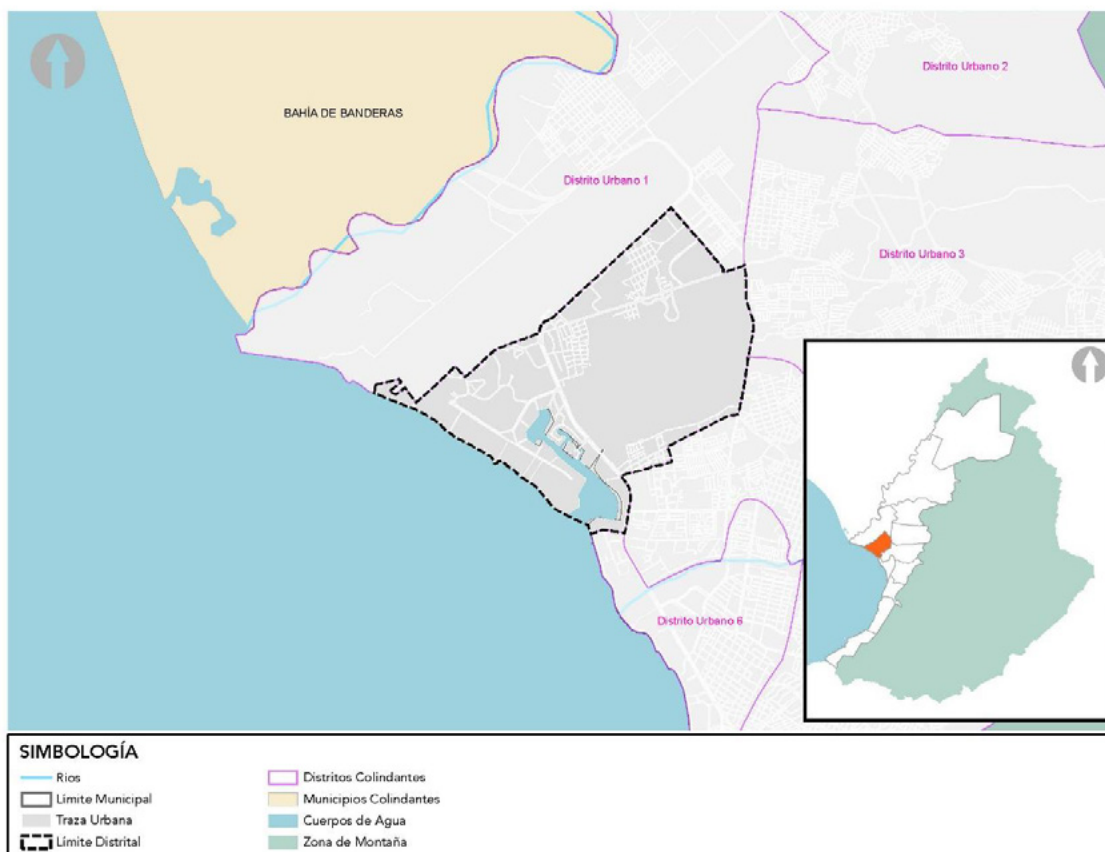 Distrito Urbano 2
BAHÍA DE BANDERAS
Distrito Urbano 1
Distrito Urbano 3
Distrito Urbano 6
SIMBOLOGÍA
Rios
Límite Municipal
Traza Urbana
Límite Distrital
Distritos Colindantes
Municipios Colindantes
Cuerpos de Agua
Zona de Montaña